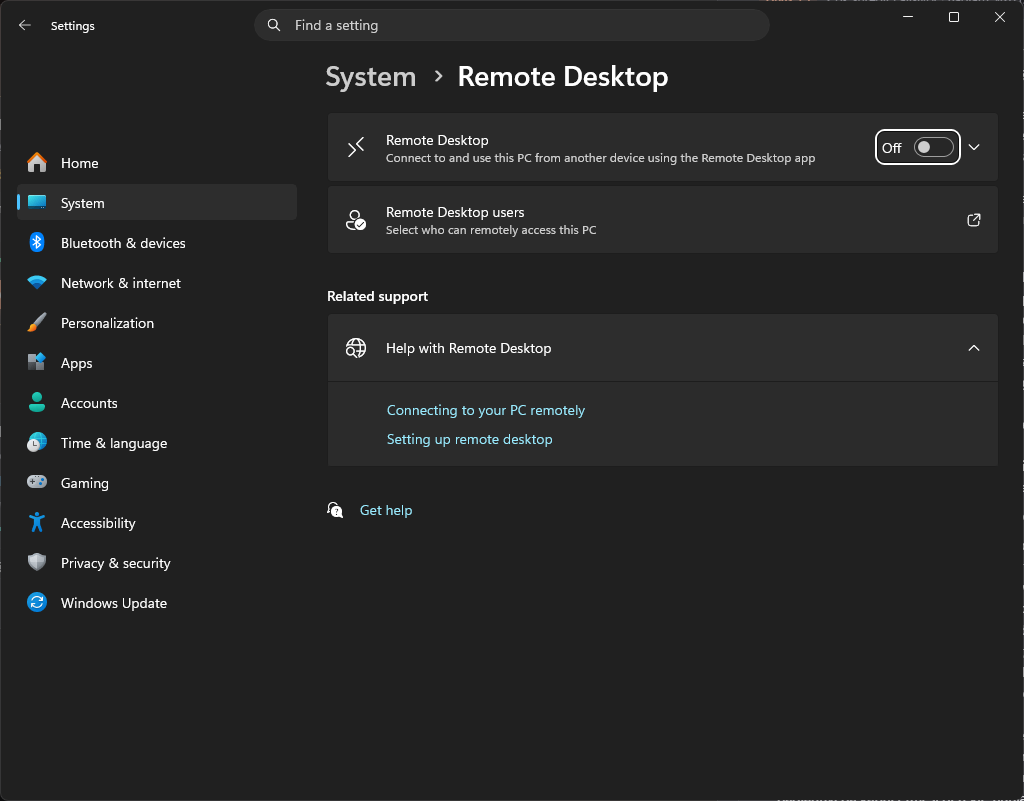 Settings
Find a setting
System > Remote Desktop
Home
System
Bluetooth & devices
Network & internet
Personalization
Apps
Accounts
Time & language
Gaming
Accessibility
Privacy & security
Windows Update
Remote Desktop
Connect to and use this PC from another device using the Remote Desktop app
Off
Remote Desktop users
Select who can remotely access this PC
Related support
Help with Remote Desktop
Connecting to your PC remotely
Setting up remote desktop
Get help